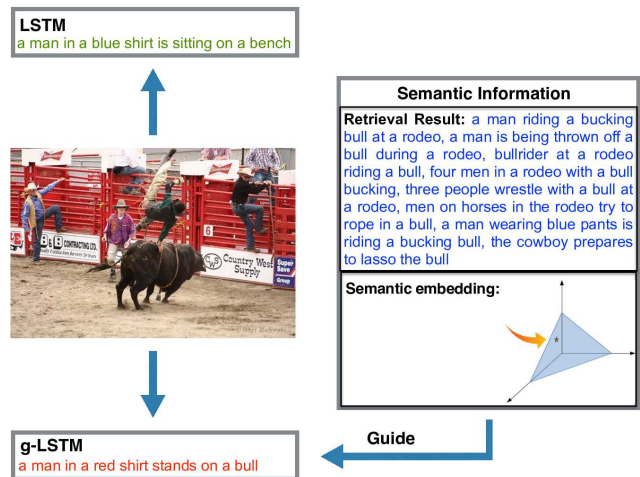 LSTM
a man in a blue shirt is sitting on a bench
Semantic Information
Retrieval Result: a man riding a bucking
bull at a rodeo, a man is being thrown off a
bull during a rodeo, bullrider at a rodeo
riding a bull, four men in a rodeo with a bull
bucking, three people wrestle with a bull at
a rodeo, men on horses in the rodeo try to
rope in a bull, a man wearing blue pants is
riding a bucking bull, the cowboy prepares
to lasso the bull
Semantic embedding:
*
B&B CONTRACTING LTD.
6
CWS
Country West
Supply
Super
Save
Group
Guide
g-LSTM
a man in a red shirt stands on a bull